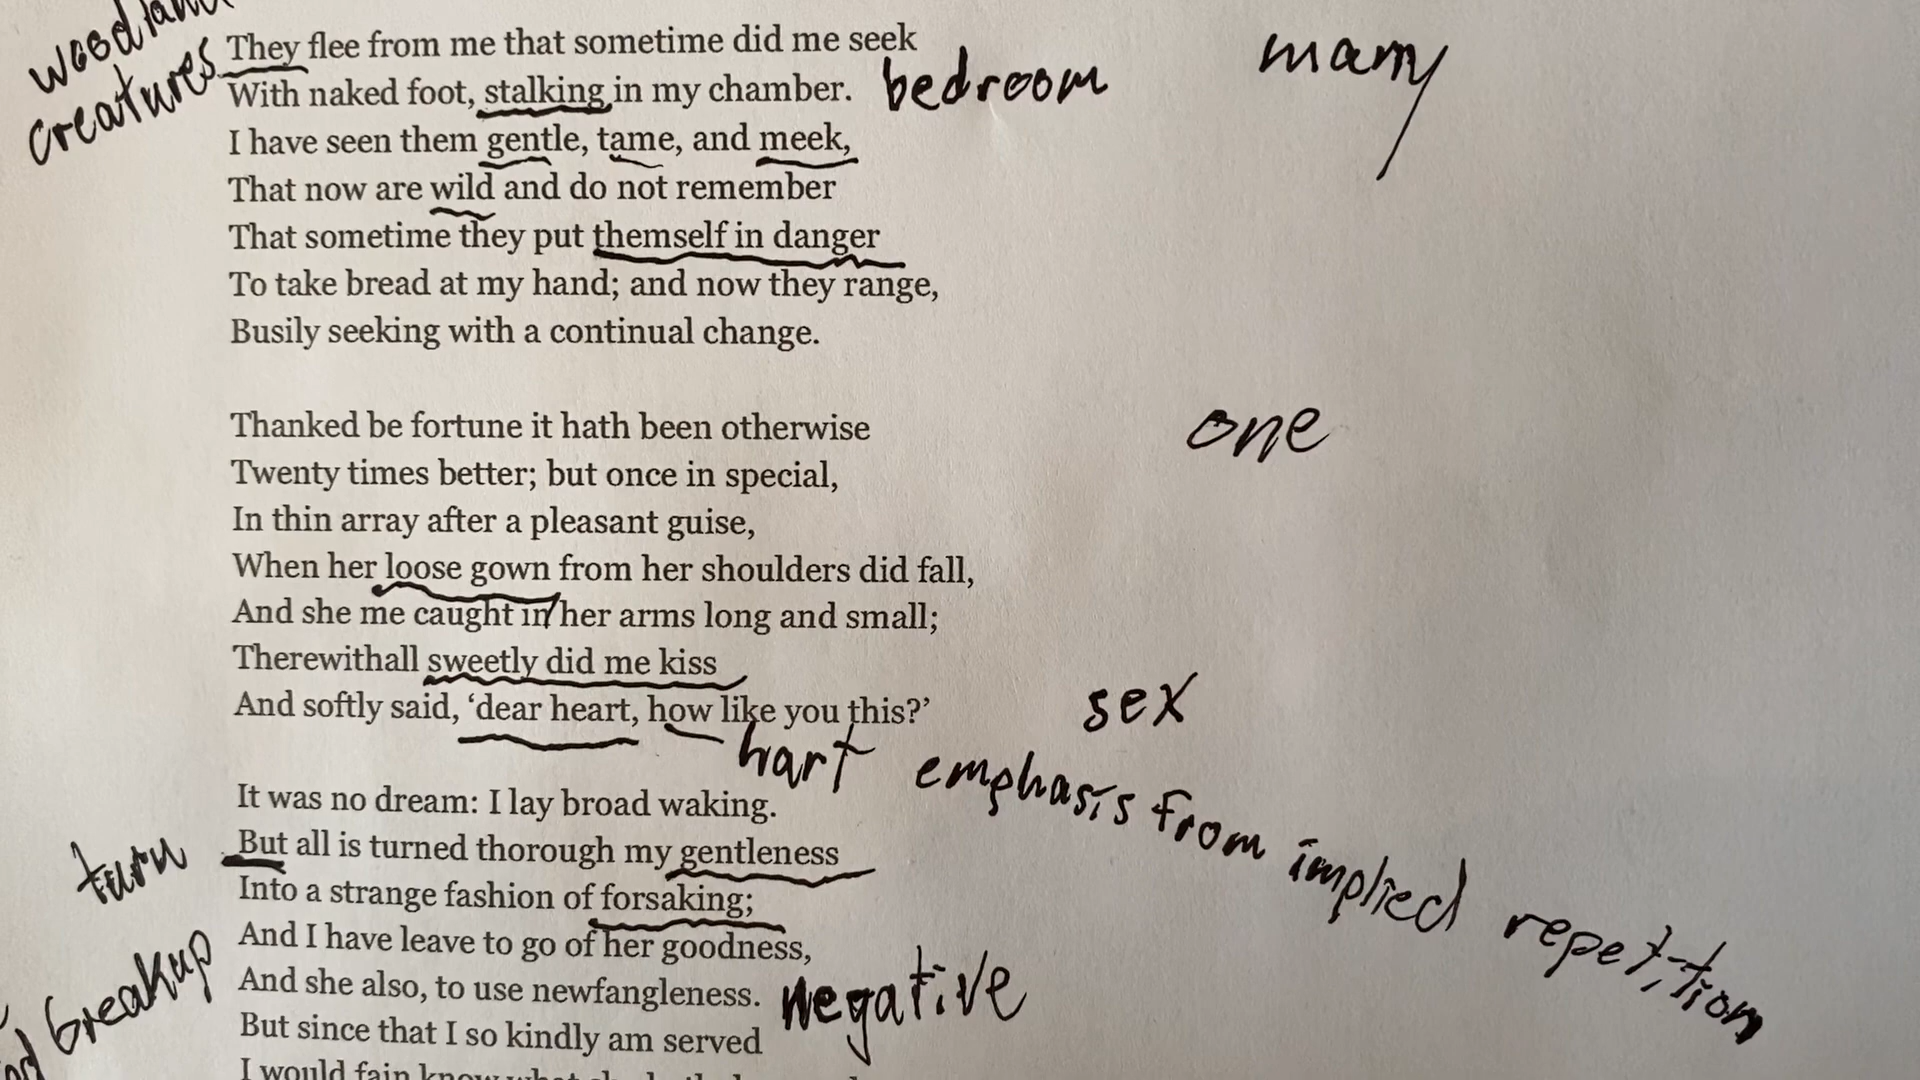 woodland
creatures
They flee from me that sometime did me seek
many
With naked foot, stalking in my chamber. bedroom
I have seen them gentle, tame, and meek,
That now are wild and do not remember
That sometime they put themself in danger
To take bread at my hand; and now they range,
Busily seeking with a continual change.
Thanked be fortune it hath been otherwise
one
Twenty times better; but once in special,
In thin array after a pleasant guise,
When her loose gown from her shoulders did fall,
And she me caught in her arms long and small;
Therewithall sweetly did me kiss
And softly said, ‘dear heart, how like you this?’
sex
hart
emphasis from implied repetition
It was no dream: I lay broad waking.
turn
But all is turned thorough my gentleness
Into a strange fashion of forsaking;
And I have leave to go of her goodness,
breakup
And she also, to use newfangleness. negative
But since that I so kindly am served
I would fain know